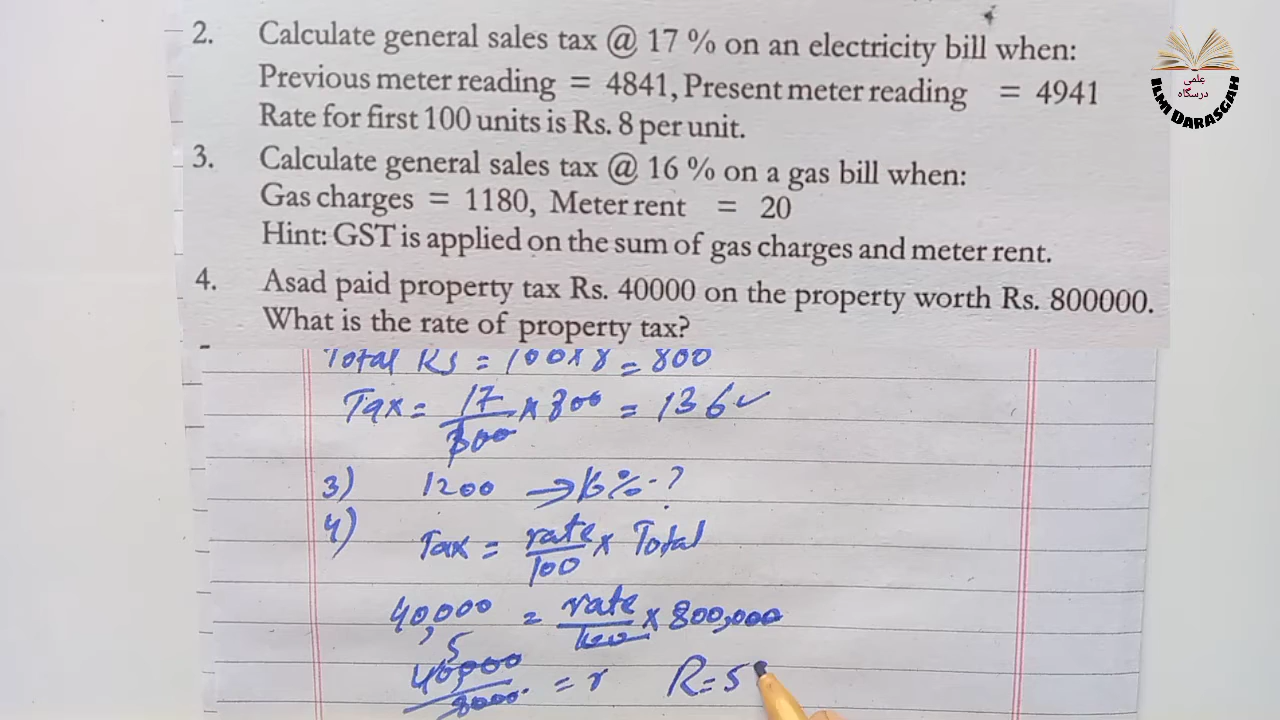 2. Calculate general sales tax @ 17 % on an electricity bill when:
Previous meter reading = 4841, Present meter reading = 4941
Rate for first 100 units is Rs. 8 per unit.
3. Calculate general sales tax @ 16 % on a gas bill when:
Gas charges = 1180, Meter rent = 20
Hint: GST is applied on the sum of gas charges and meter rent.
4. Asad paid property tax Rs. 40000 on the property worth Rs. 800000.
What is the rate of property tax?
علمی
درسگاه
ILMI DARASGAH
Total Rs = 100 x 8 = 800
Tax = 17/100 x 800 = 136 ✓
3) 1200 → 16% - ?
4) Tax = rate/100 x Total
40,000 = rate/100 x 800,000
5
40,000/8000 = r R = 5